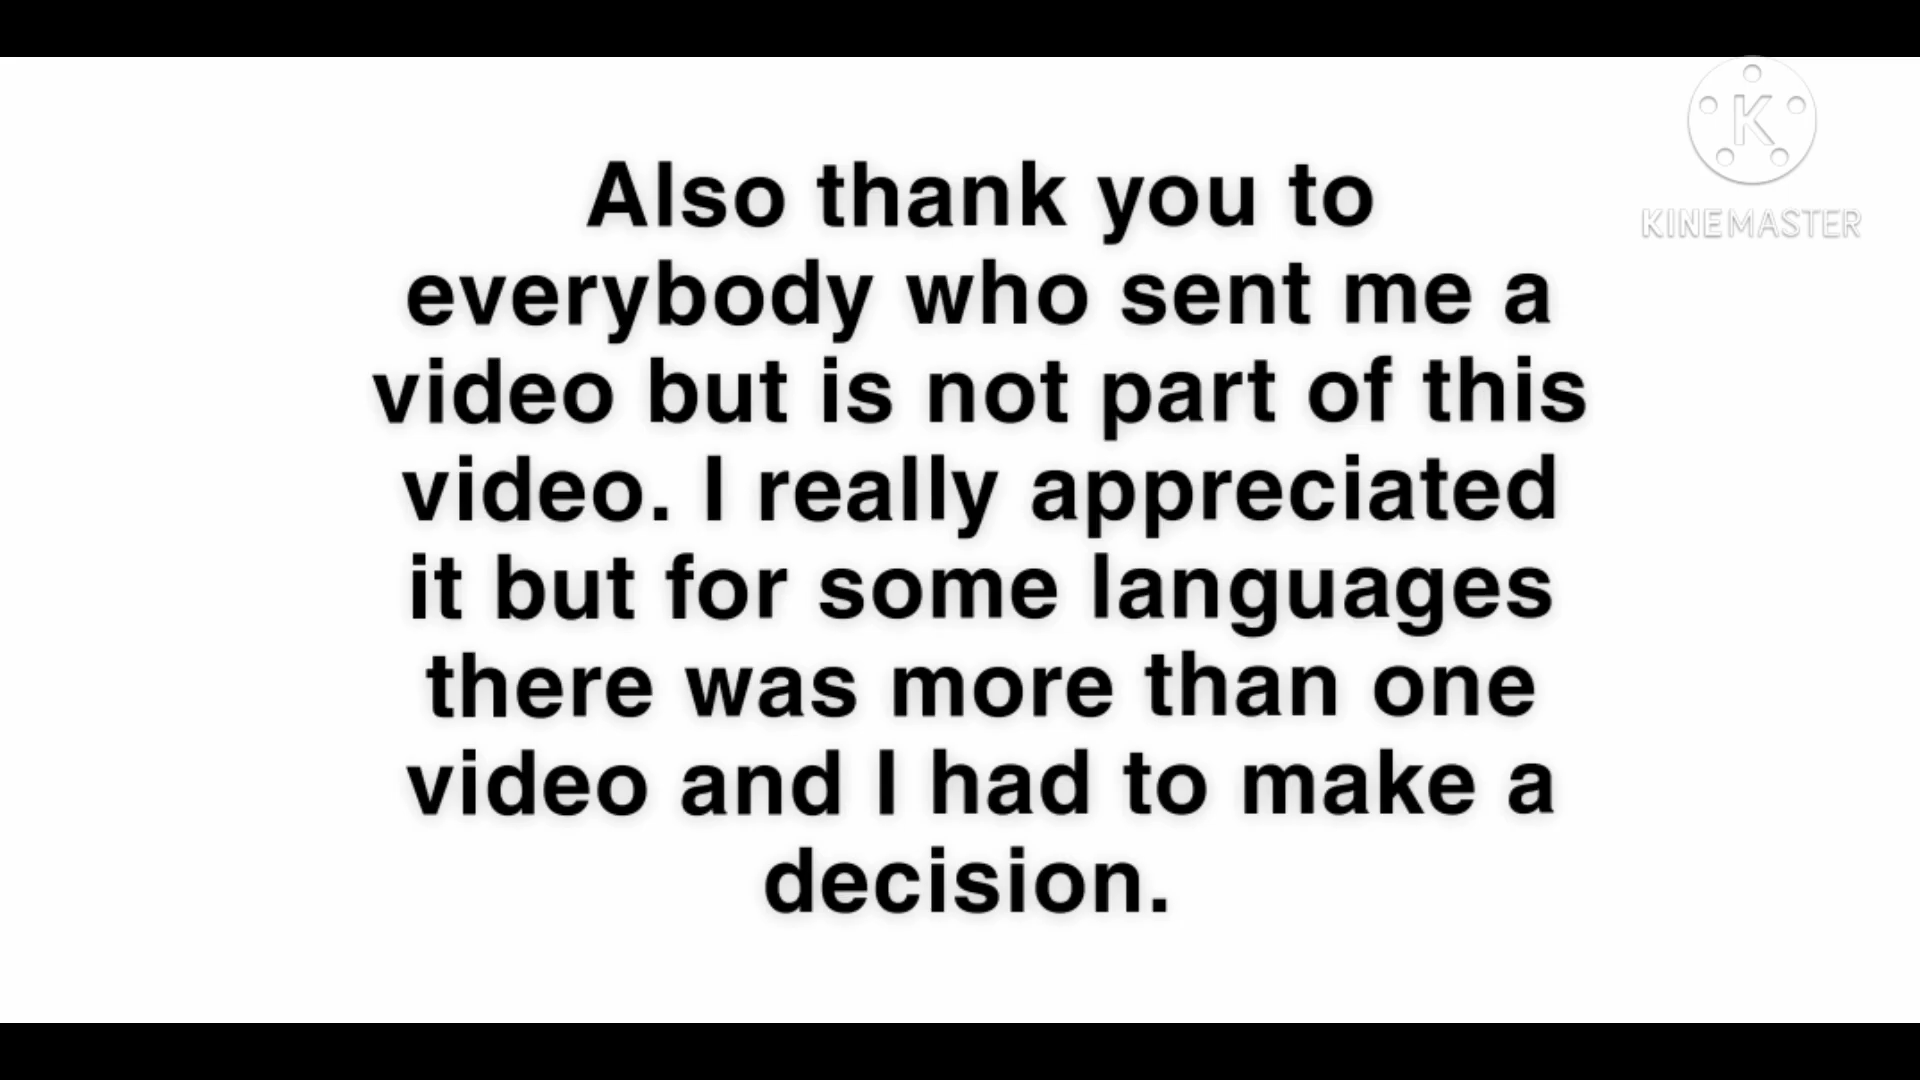 Also thank you to
everybody who sent me a
video but is not part of this
video. I really appreciated
it but for some languages
there was more than one
video and I had to make a
decision.
K
KINEMASTER